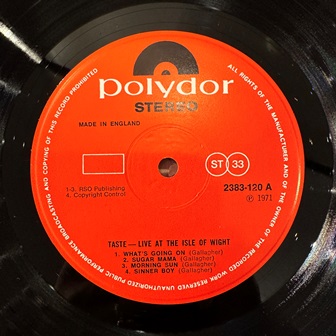 polydor
STEREO
MADE IN ENGLAND
ST 33
1-3. RSO Publishing
4. Copyright Control
2383-120 A
℗ 1971
TASTE — LIVE AT THE ISLE OF WIGHT
1. WHAT'S GOING ON (Gallagher)
2. SUGAR MAMA (Gallagher)
3. MORNING SUN (Gallagher)
4. SINNER BOY (Gallagher)
ALL RIGHTS OF THE MANUFACTURER AND OF THE OWNER OF THE RECORDED WORK RESERVED UNAUTHORIZED PUBLIC PERFORMANCE BROADCASTING AND COPYING OF THIS RECORD PROHIBITED